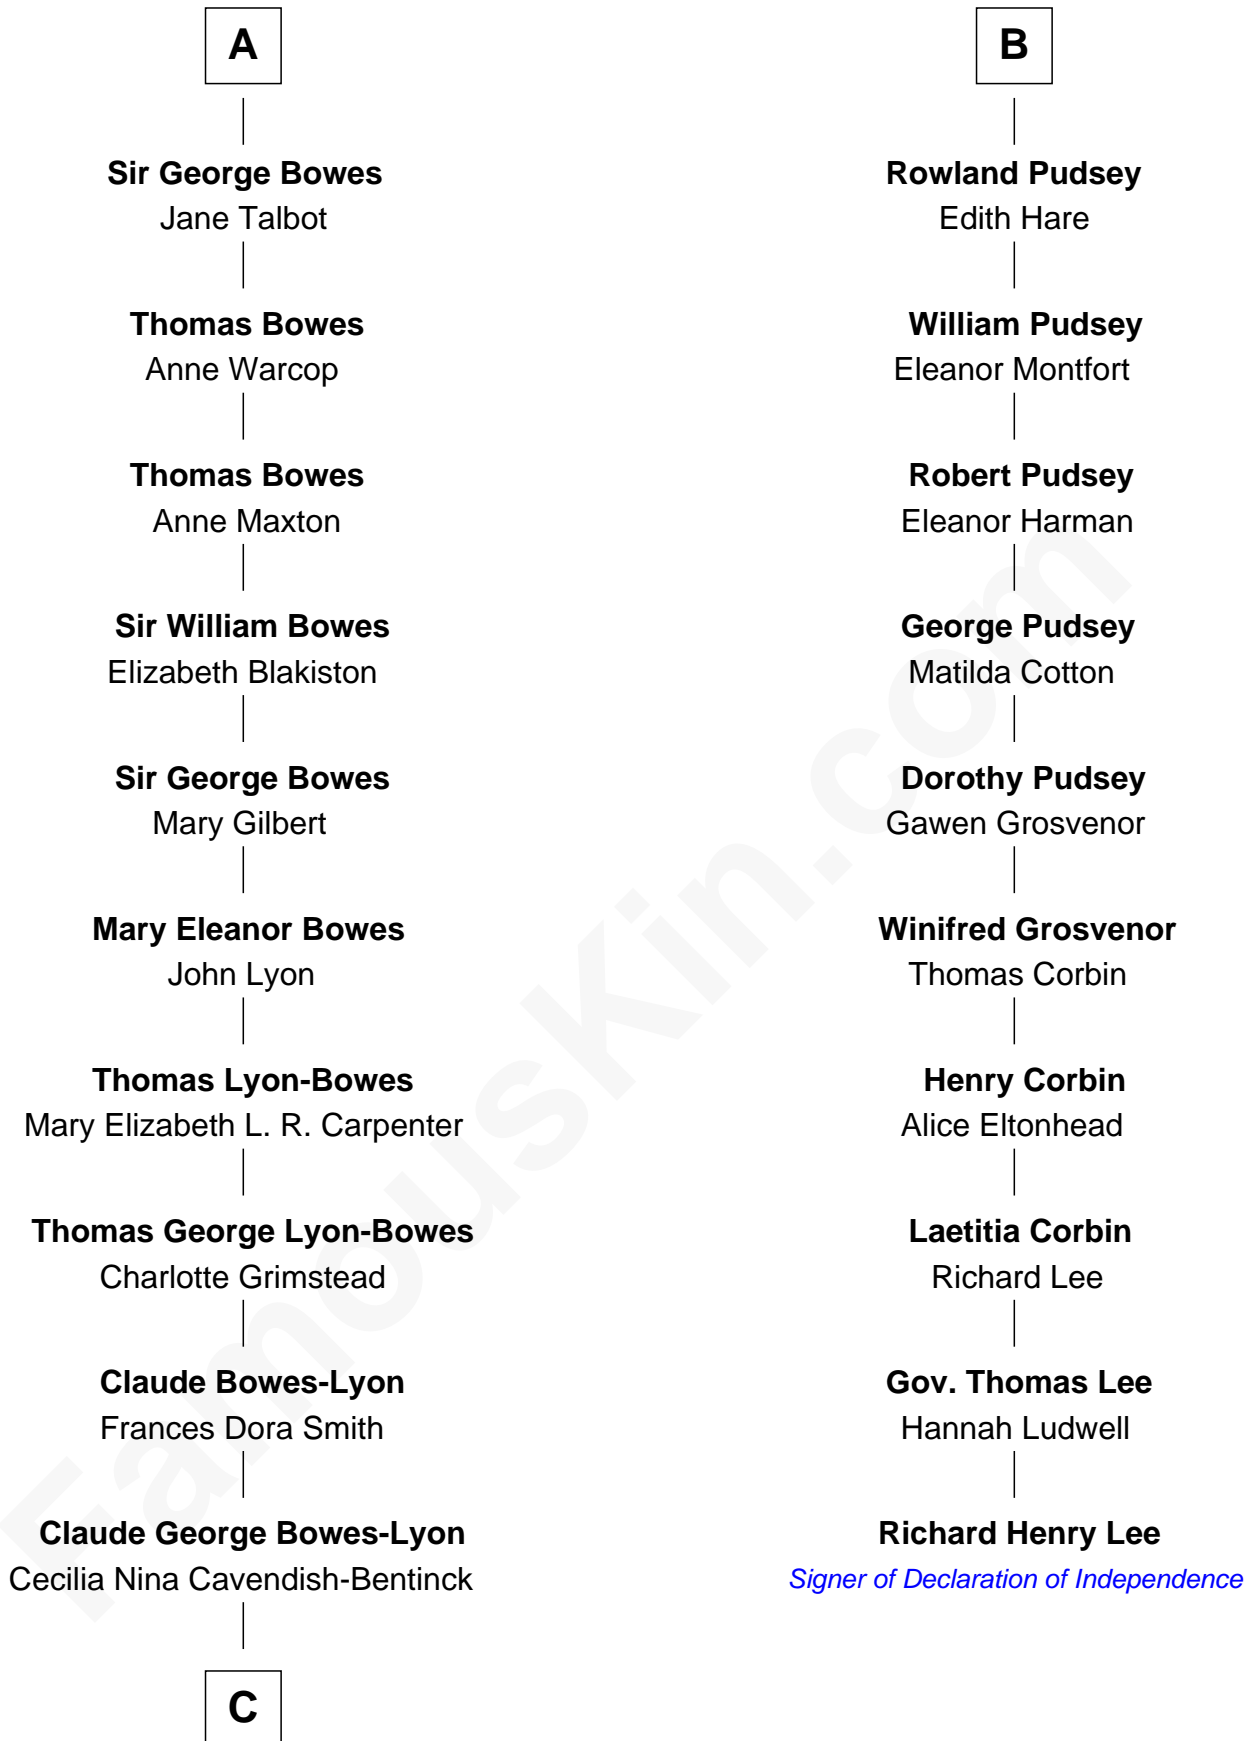 A
Sir George Bowes
Jane Talbot
Thomas Bowes
Anne Warcop
Thomas Bowes
Anne Maxton
Sir William Bowes
Elizabeth Blakiston
Sir George Bowes
Mary Gilbert
Mary Eleanor Bowes
John Lyon
Thomas Lyon-Bowes
Mary Elizabeth L. R. Carpenter
Thomas George Lyon-Bowes
Charlotte Grimstead
Claude Bowes-Lyon
Frances Dora Smith
Claude George Bowes-Lyon
Cecilia Nina Cavendish-Bentinck
C
B
Rowland Pudsey
Edith Hare
William Pudsey
Eleanor Montfort
Robert Pudsey
Eleanor Harman
George Pudsey
Matilda Cotton
Dorothy Pudsey
Gawen Grosvenor
Winifred Grosvenor
Thomas Corbin
Henry Corbin
Alice Eltonhead
Laetitia Corbin
Richard Lee
Gov. Thomas Lee
Hannah Ludwell
Richard Henry Lee
Signer of Declaration of Independence
FamousKin.com